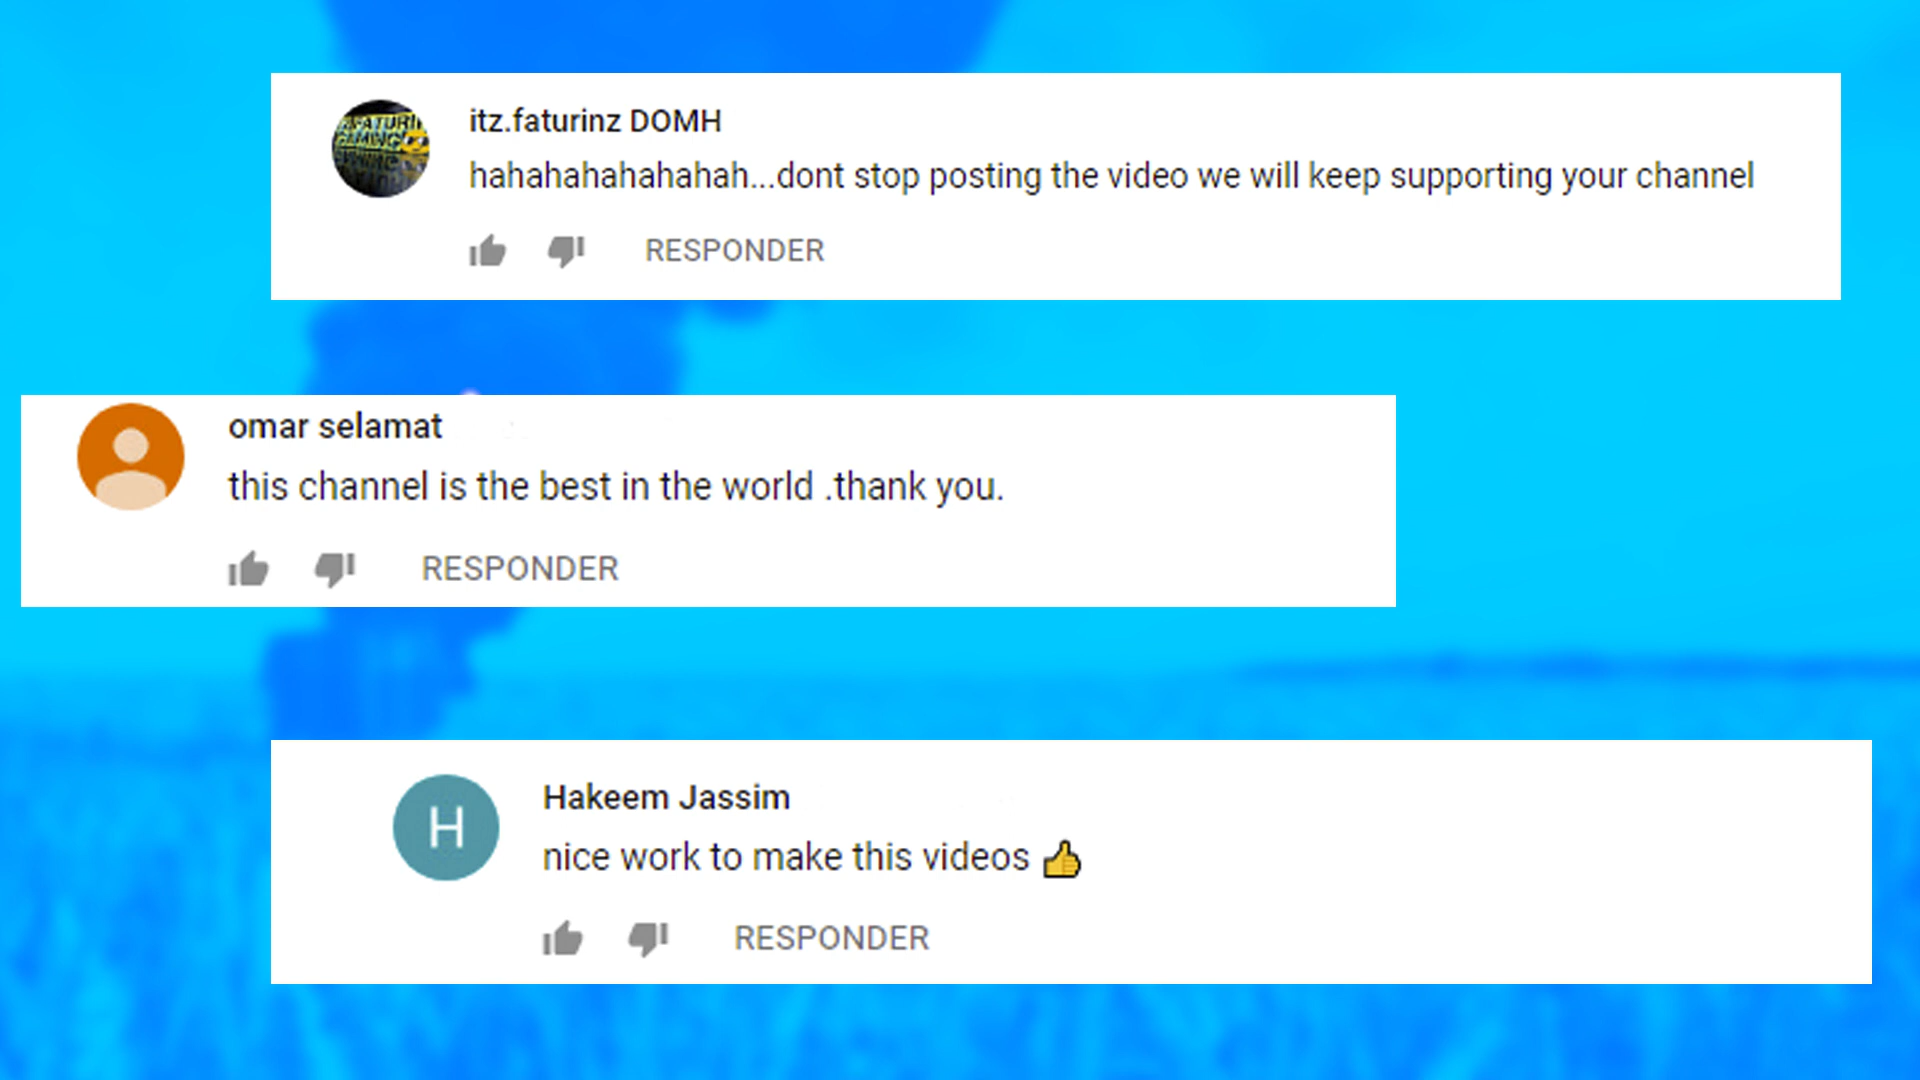 itz.faturinz DOMH
hahahahahahahah...dont stop posting the video we will keep supporting your channel
RESPONDER
omar selamat
this channel is the best in the world .thank you.
RESPONDER
H
Hakeem Jassim
nice work to make this videos 👍
RESPONDER